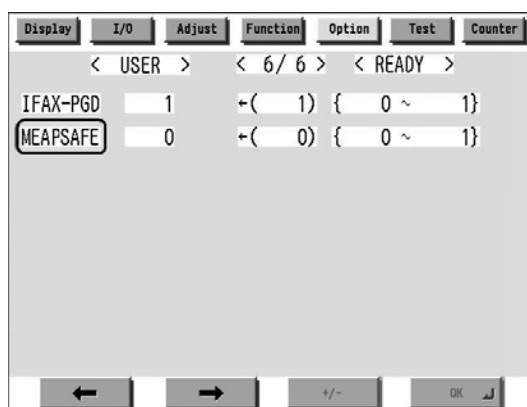 Display I/O Adjust Function Option Test Counter
< USER > < 6/ 6 > < READY >
IFAX-PGD 1 ←( 1) { 0 ~ 1}
MEAPSAFE 0 ←( 0) { 0 ~ 1}
← → +/- OK ↵